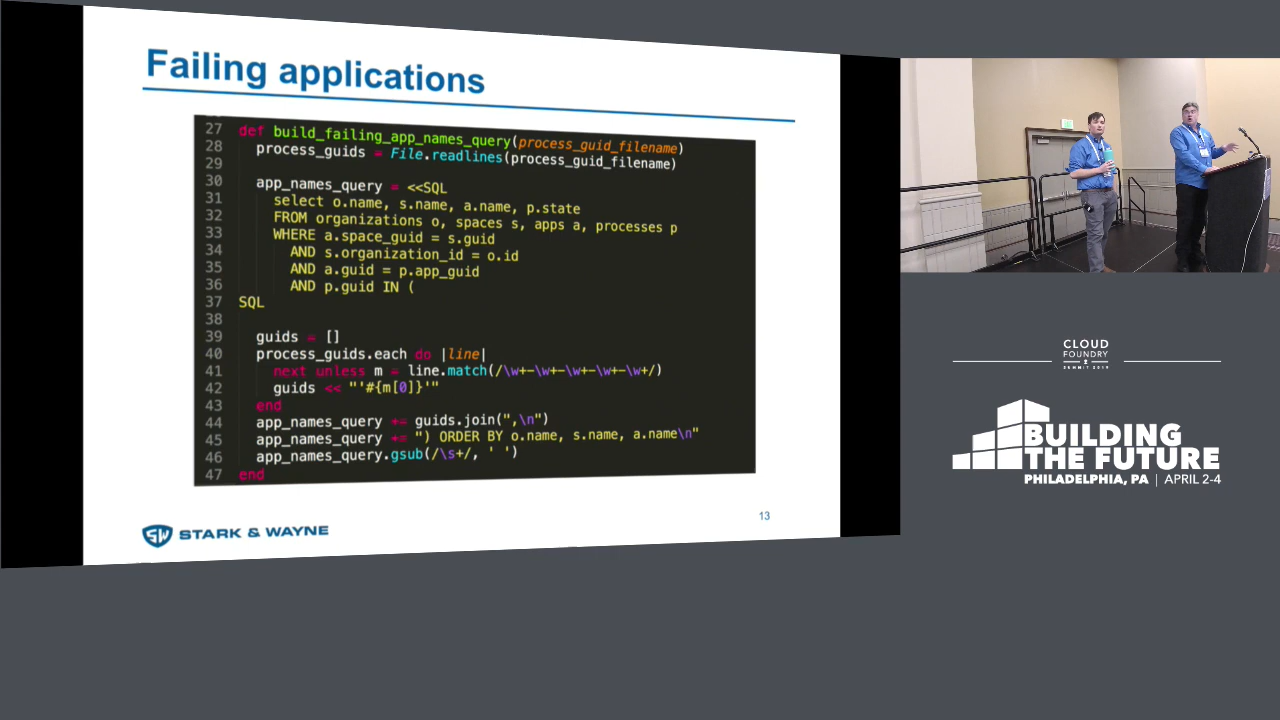 Failing applications
27 def build_failing_app_names_query(process_guid_filename)
28   process_guids = File.readlines(process_guid_filename)
29
30   app_names_query = <<SQL
31     select o.name, s.name, a.name, p.state
32     FROM organizations o, spaces s, apps a, processes p
33     WHERE a.space_guid = s.guid
34       AND s.organization_id = o.id
35       AND a.guid = p.app_guid
36       AND p.guid IN (
37 SQL
38
39   guids = []
40   process_guids.each do |line|
41     next unless m = line.match(/\w+-\w+-\w+-\w+-\w+/)
42     guids << "'#{m[0]}'"
43   end
44   app_names_query += guids.join(",\n")
45   app_names_query += ") ORDER BY o.name, s.name, a.name\n"
46   app_names_query.gsub(/\s+/, ' ')
47 end
13
SW STARK & WAYNE
CLOUD
FOUNDRY
SUMMIT 2019
BUILDING
THE FUTURE
PHILADELPHIA, PA | APRIL 2-4